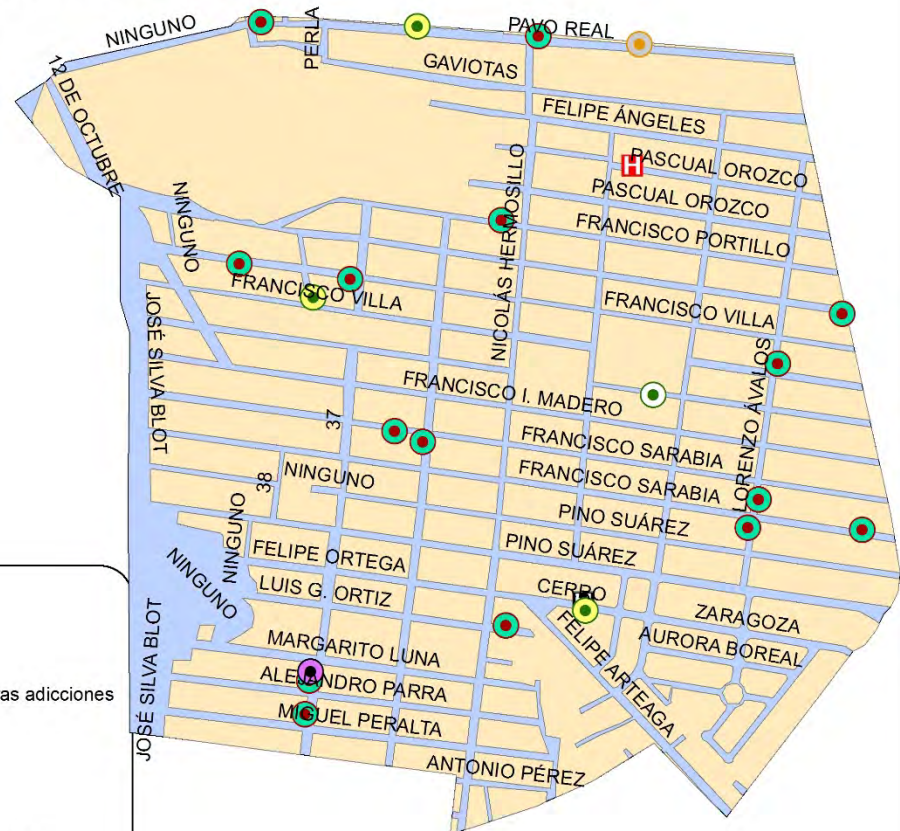 NINGUNO
PERLA
PAVO REAL
GAVIOTAS
12 DE OCTUBRE
FELIPE ÁNGELES
H
PASCUAL OROZCO
PASCUAL OROZCO
NINGUNO
NICOLÁS HERMOSILLO
FRANCISCO PORTILLO
FRANCISCO VILLA
FRANCISCO VILLA
JOSÉ SILVA BLOT
LORENZO ÁVALOS
FRANCISCO I. MADERO
37
FRANCISCO SARABIA
NINGUNO
38
FRANCISCO SARABIA
PINO SUÁREZ
NINGUNO
PINO SUÁREZ
FELIPE ORTEGA
NINGUNO
LUIS G. ORTIZ
CERRO
ZARAGOZA
FELIPE ARTEAGA
AURORA BOREAL
JOSÉ SILVA BLOT
MARGARITO LUNA
ALEJANDRO PARRA
as adicciones
MIGUEL PERALTA
ANTONIO PÉREZ